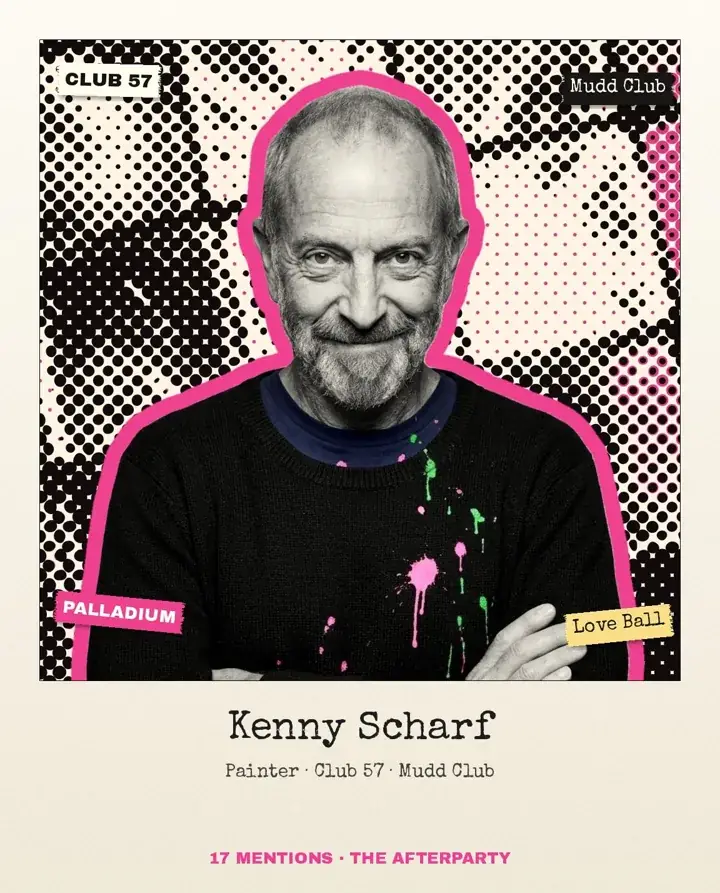 CLUB 57
Mudd Club
PALLADIUM
Love Ball
Kenny Scharf
Painter · Club 57 · Mudd Club
17 MENTIONS · THE AFTERPARTY